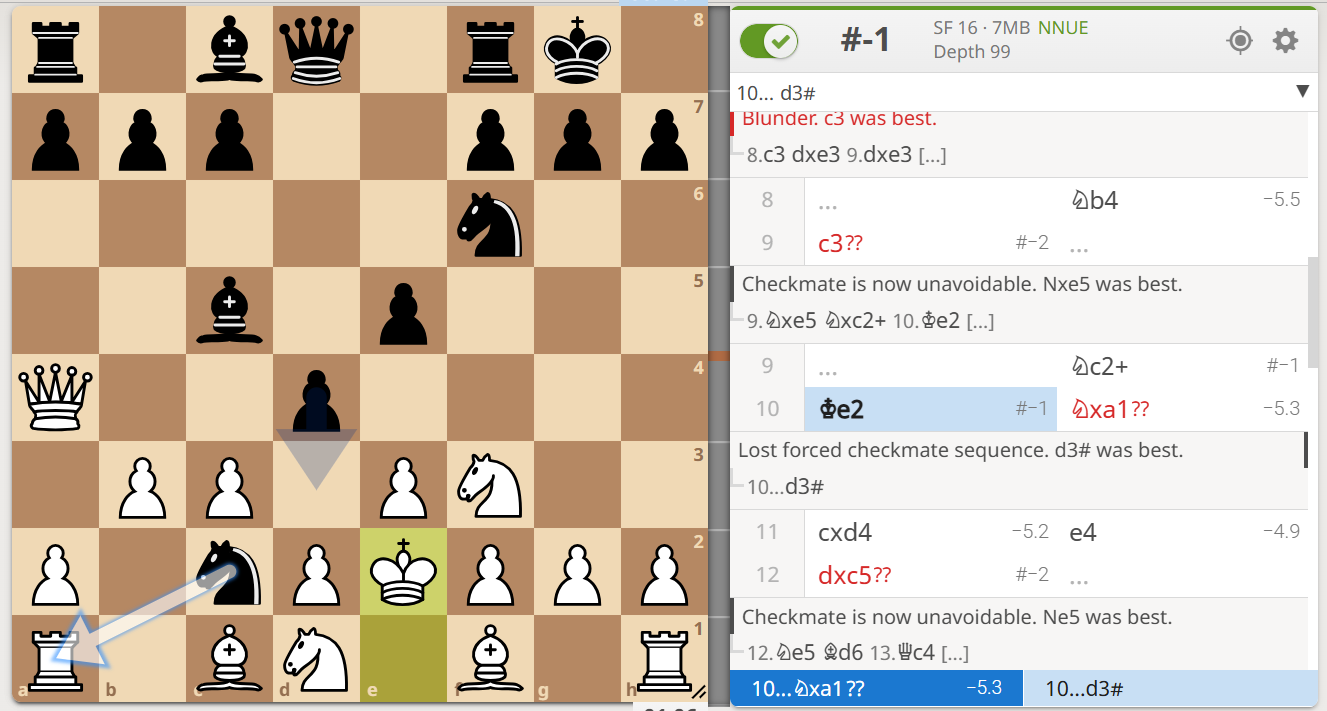 8
7
6
5
4
3
2
1
a b c d e f g h
#-1
SF 16 · 7MB NNUE
Depth 99
10... d3#
Blunder. c3 was best.
8.c3 dxe3 9.dxe3 [...]
8 ... ♘b4 −5.5
9 c3?? #−2 ...
Checkmate is now unavoidable. Nxe5 was best.
9.♘xe5 ♘xc2+ 10.♔e2 [...]
9 ... ♘c2+ #−1
10 ♔e2 #−1 ♘xa1?? −5.3
Lost forced checkmate sequence. d3# was best.
10...d3#
11 cxd4 −5.2 e4 −4.9
12 dxc5?? #−2 ...
Checkmate is now unavoidable. Ne5 was best.
12.♘e5 ♗d6 13.♕c4 [...]
10...♘xa1?? −5.3 10...d3#